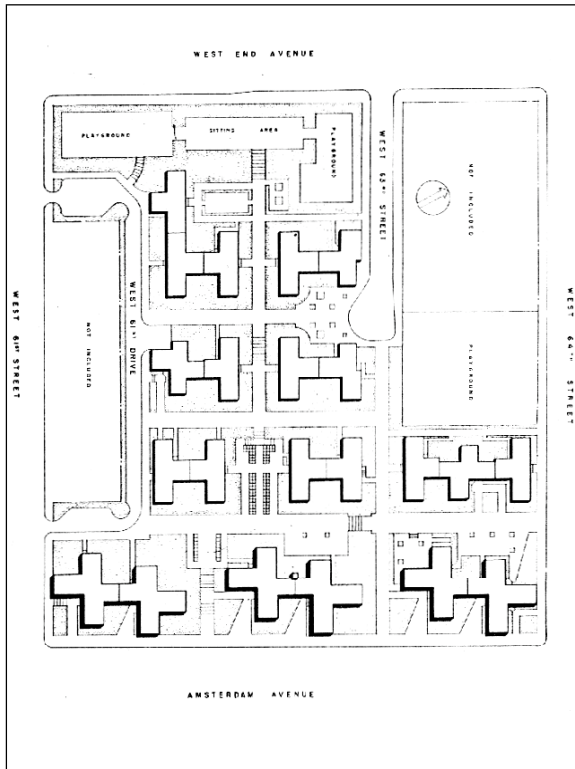 WEST END AVENUE
PLAYGROUND
SITTING AREA
PLAYGROUND
WEST 63RD STREET
NOT INCLUDED
WEST 61ST STREET
NOT INCLUDED
WEST 61ST DRIVE
PLAYGROUND
WEST 64TH STREET
AMSTERDAM AVENUE